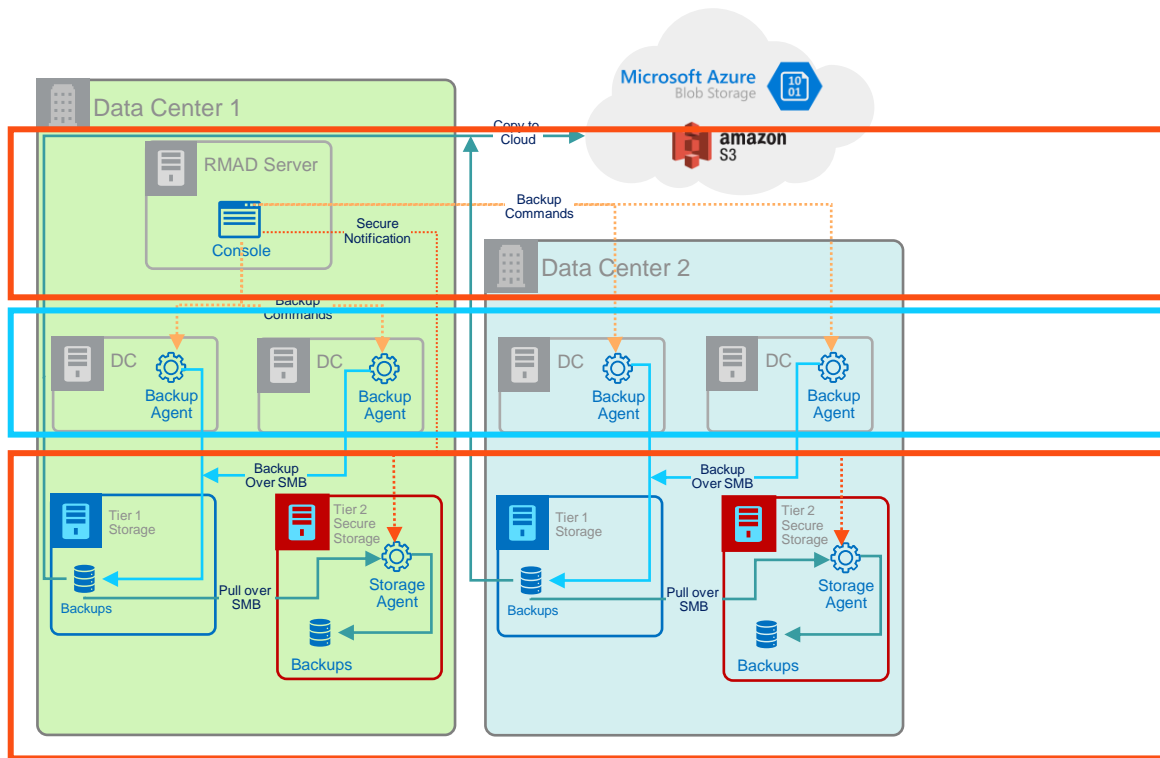 Microsoft Azure
Blob Storage
10
01
amazon
S3
Data Center 1
Copy to
Cloud
RMAD Server
Console
Backup
Commands
Secure
Notification
Data Center 2
Backup
Commands
DC
Backup
Agent
DC
Backup
Agent
DC
Backup
Agent
DC
Backup
Agent
Backup
Over SMB
Backup
Over SMB
Tier 1
Storage
Backups
Pull over
SMB
Tier 2
Secure
Storage
Storage
Agent
Backups
Tier 1
Storage
Backups
Pull over
SMB
Tier 2
Secure
Storage
Storage
Agent
Backups